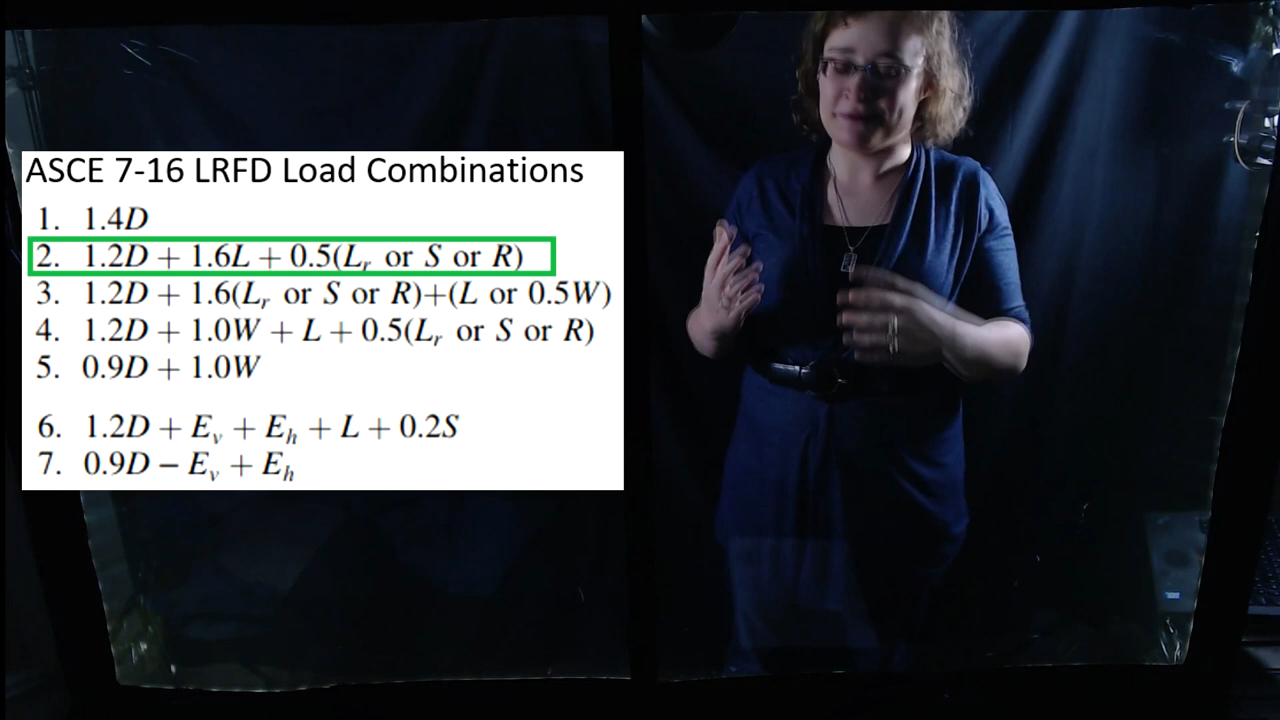 ASCE 7-16 LRFD Load Combinations
1. 1.4D
2. 1.2D + 1.6L + 0.5(Lᵣ or S or R)
3. 1.2D + 1.6(Lᵣ or S or R)+(L or 0.5W)
4. 1.2D + 1.0W + L + 0.5(Lᵣ or S or R)
5. 0.9D + 1.0W
6. 1.2D + Eᵥ + Eₕ + L + 0.2S
7. 0.9D − Eᵥ + Eₕ